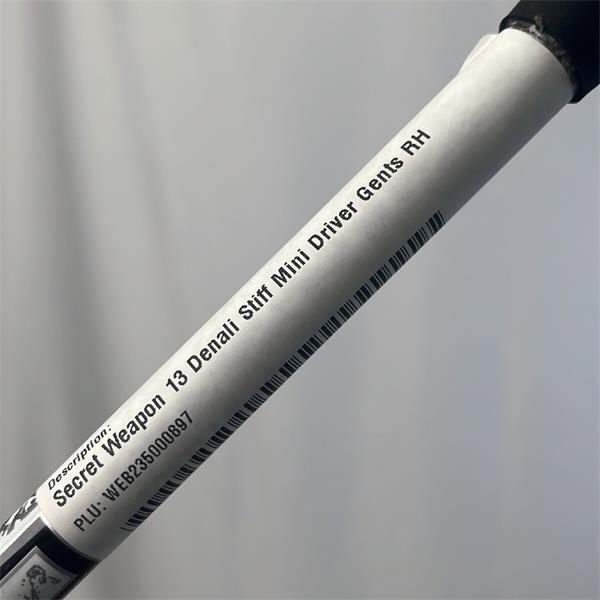 Description:
Secret Weapon 13 Denali Stiff Mini Driver Gents RH
PLU: WEB235000897